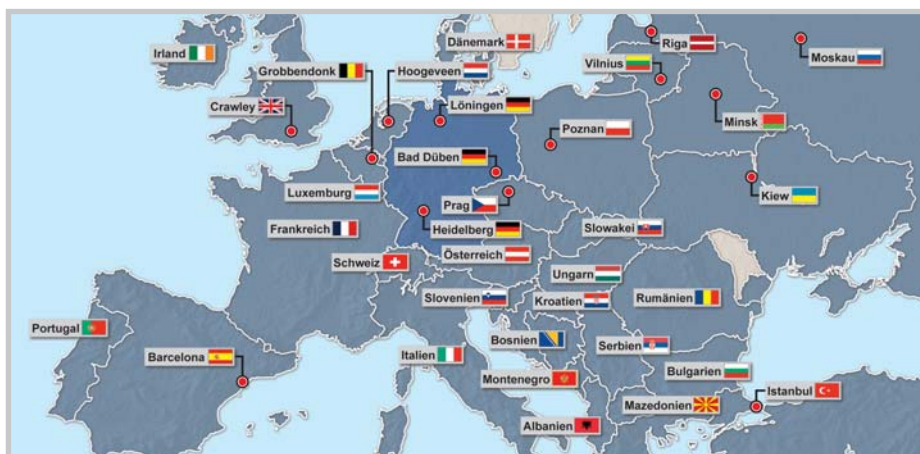 Irland
Dänemark
Riga
Moskau
Vilnius
Grobbendonk
Hoogeveen
Crawley
Löningen
Minsk
Poznan
Bad Düben
Luxemburg
Prag
Kiew
Frankreich
Heidelberg
Slowakei
Österreich
Schweiz
Ungarn
Slovenien
Kroatien
Rumänien
Portugal
Bosnien
Serbien
Barcelona
Italien
Bulgarien
Montenegro
Istanbul
Mazedonien
Albanien